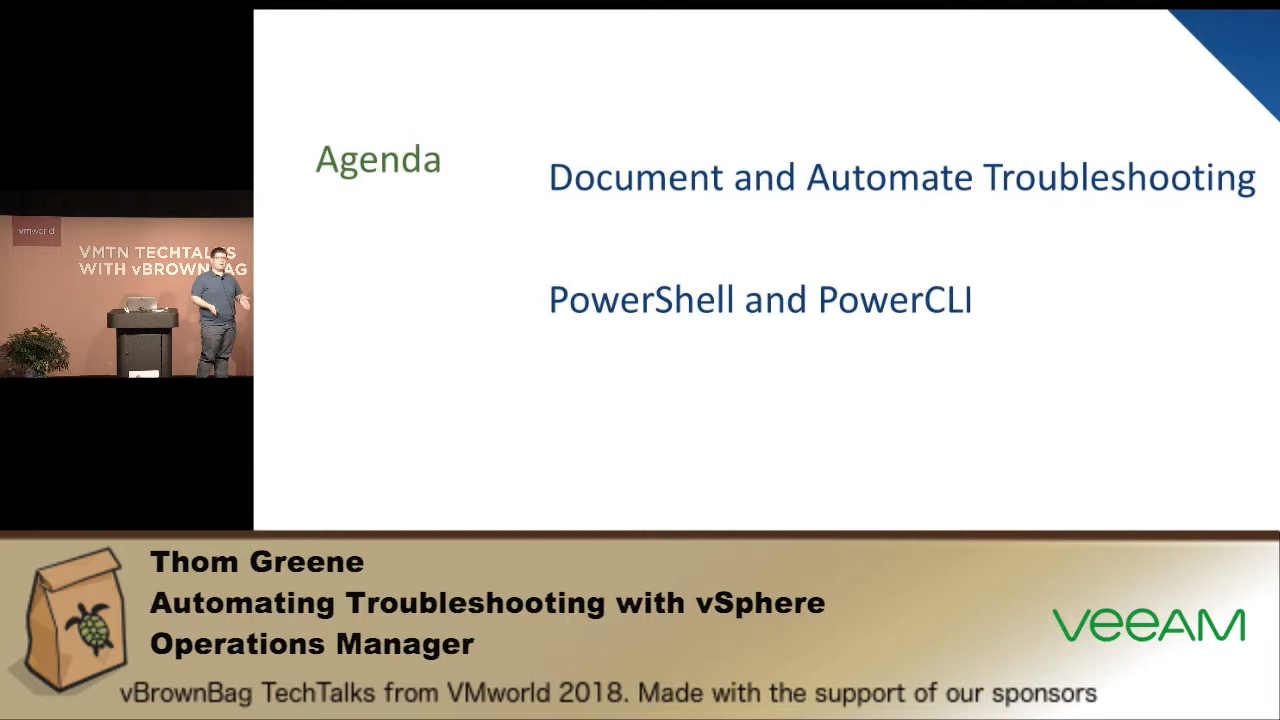 Agenda
Document and Automate Troubleshooting
PowerShell and PowerCLI
vmworld
VMTN TECHTALKS
WITH vBROWNBAG
Thom Greene
Automating Troubleshooting with vSphere
Operations Manager
veeAM
vBrownBag TechTalks from VMworld 2018. Made with the support of our sponsors